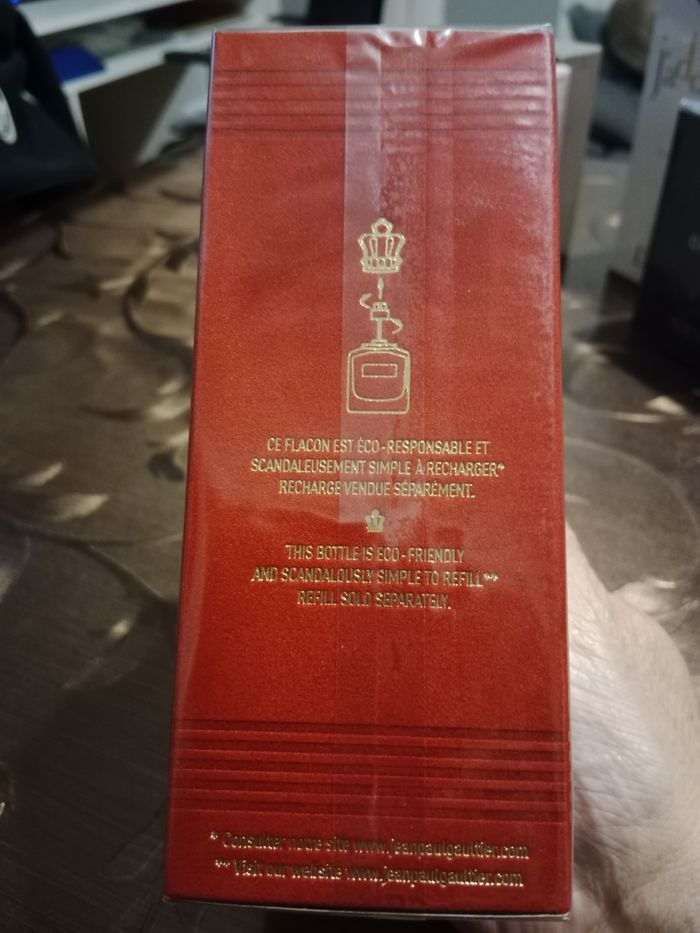 CE FLACON EST ÉCO-RESPONSABLE ET
SCANDALEUSEMENT SIMPLE À RECHARGER*
RECHARGE VENDUE SÉPARÉMENT.
THIS BOTTLE IS ECO-FRIENDLY
AND SCANDALOUSLY SIMPLE TO REFILL**
REFILL SOLD SEPARATELY.
* Consulter notre site www.jeanpaulgaultier.com
** Visit our website www.jeanpaulgaultier.com